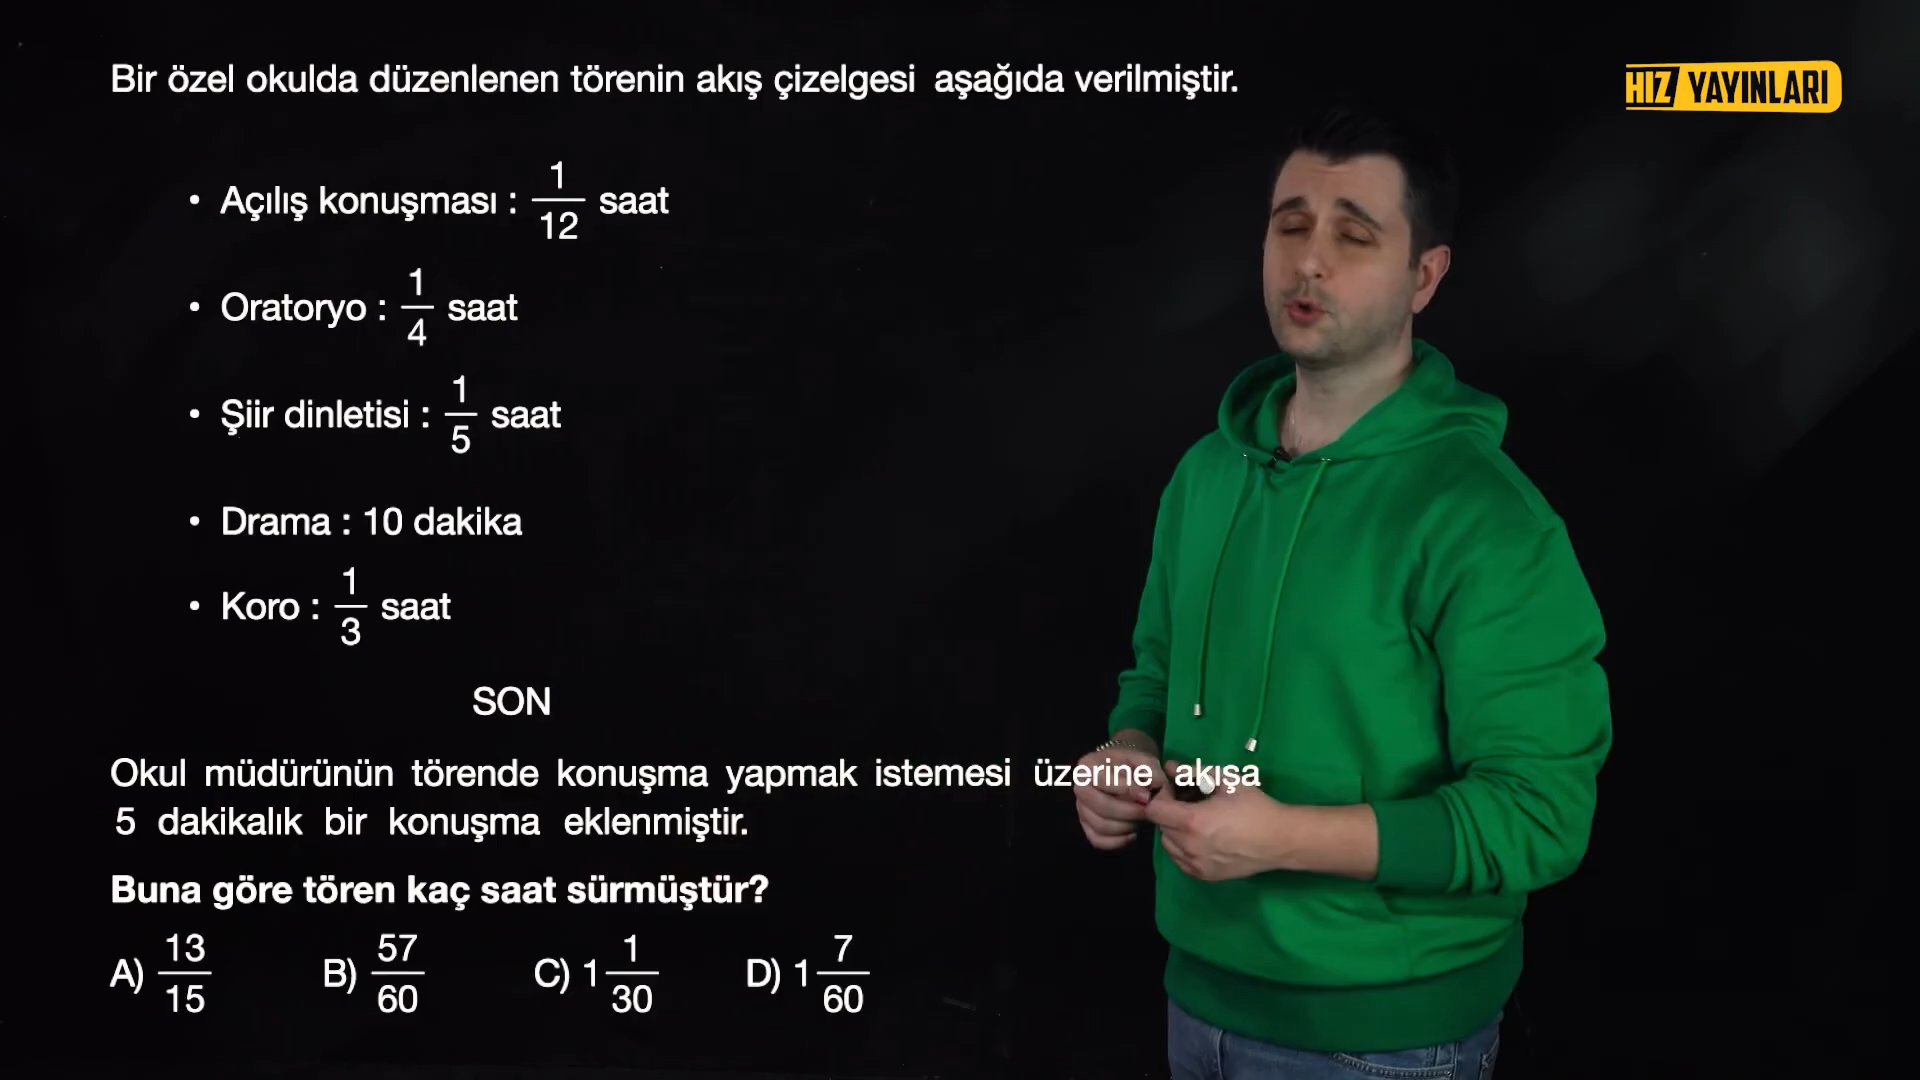 Bir özel okulda düzenlenen törenin akış çizelgesi aşağıda verilmiştir.
HIZ YAYINLARI
• Açılış konuşması : 1/12 saat
• Oratoryo : 1/4 saat
• Şiir dinletisi : 1/5 saat
• Drama : 10 dakika
• Koro : 1/3 saat
SON
Okul müdürünün törende konuşma yapmak istemesi üzerine akışa
5 dakikalık bir konuşma eklenmiştir.
Buna göre tören kaç saat sürmüştür?
A) 13/15 B) 57/60 C) 1 1/30 D) 1 7/60